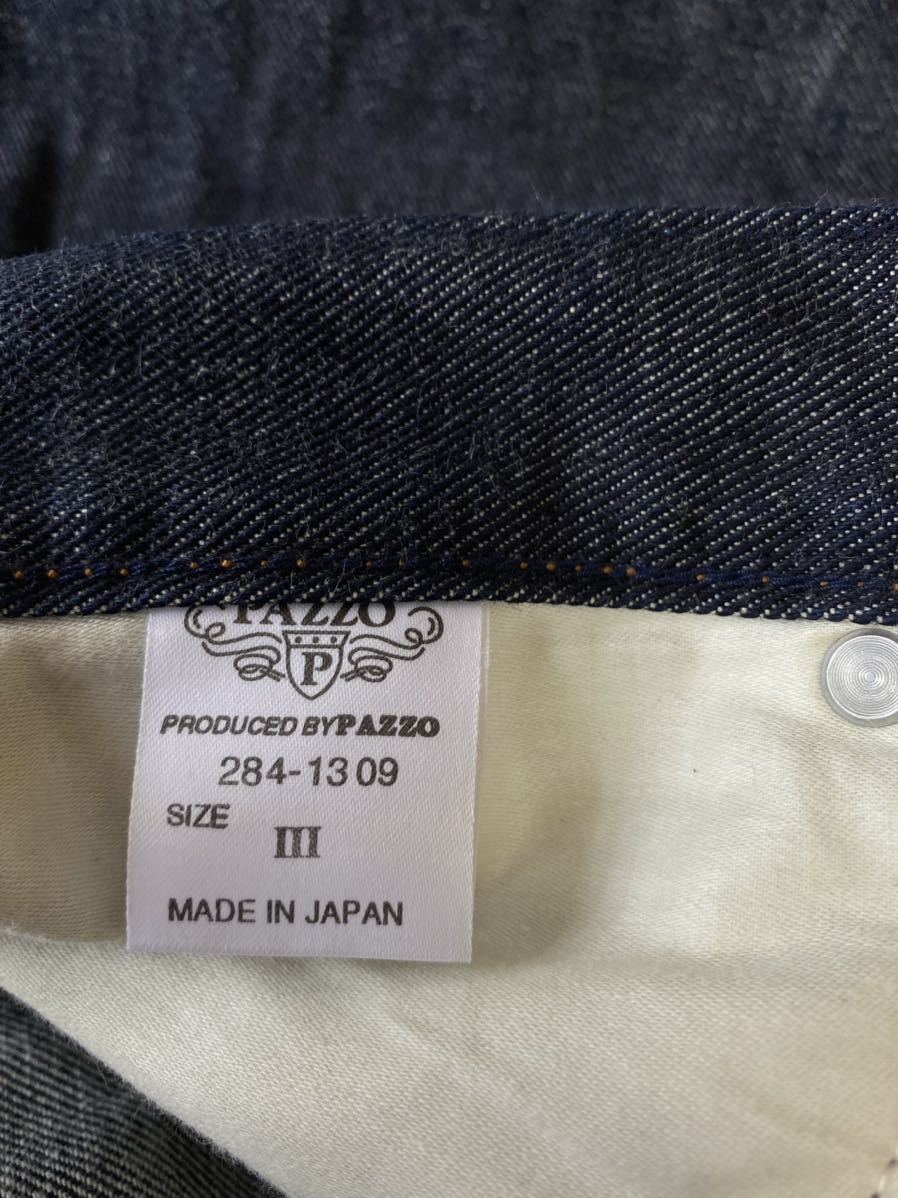 PAZZO
P
PRODUCED BY PAZZO
284-1309
SIZE
III
MADE IN JAPAN